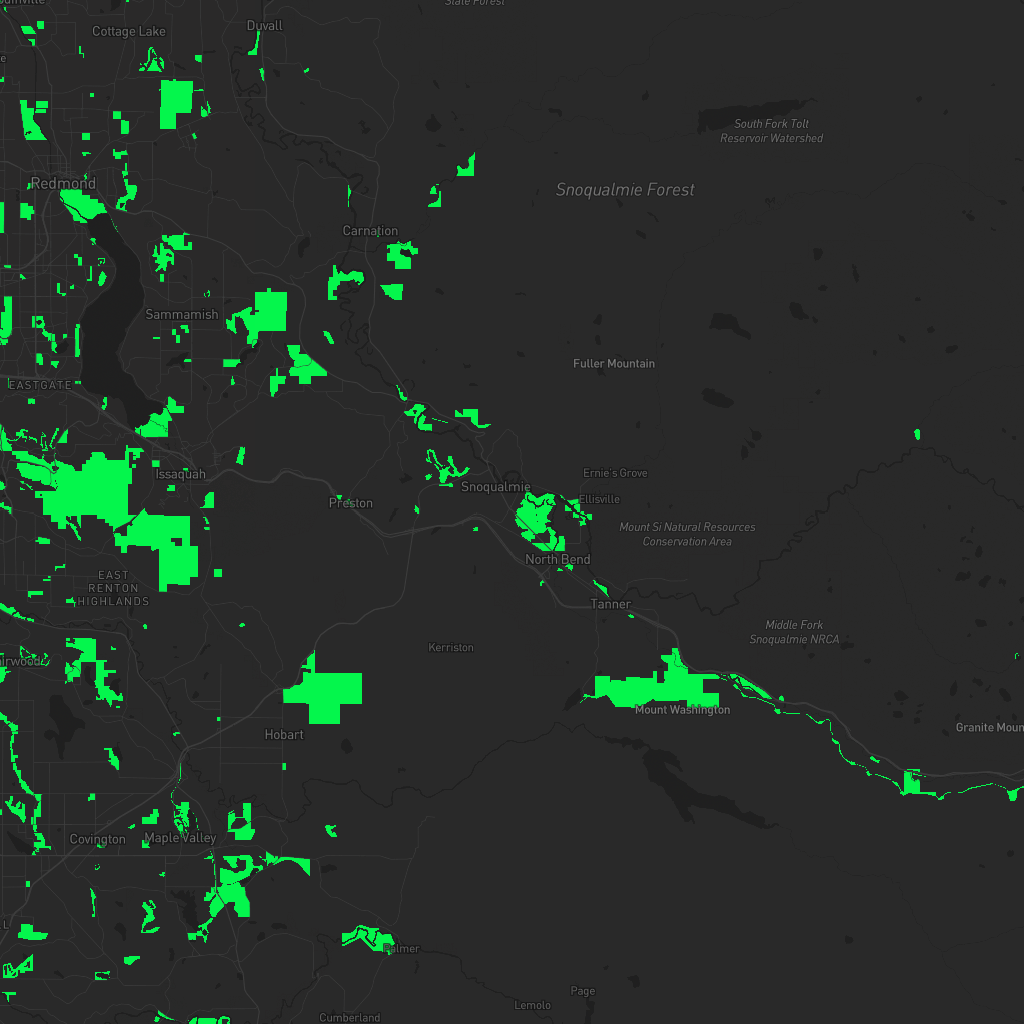 State Forest
Duvall
Cottage Lake
South Fork Tolt
Reservoir Watershed
Redmond
Snoqualmie Forest
Carnation
Sammamish
Fuller Mountain
EASTGATE
Issaquah
Ernie's Grove
Snoqualmie
Ellisville
Preston
Mount Si Natural Resources
Conservation Area
North Bend
EAST
RENTON
HIGHLANDS
Tanner
Middle Fork
Snoqualmie NRCA
Kerriston
Mount Washington
Granite Moun
Hobart
Covington
Maple Valley
Palmer
Page
Lemolo
Cumberland